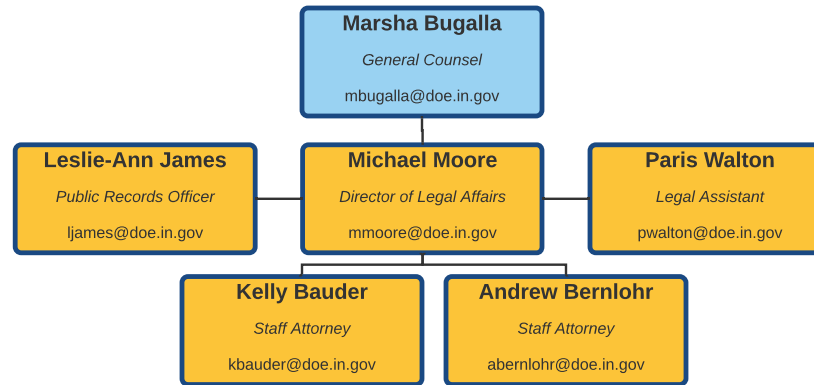 Marsha Bugalla
General Counsel
mbugalla@doe.in.gov
Leslie-Ann James
Public Records Officer
ljames@doe.in.gov
Michael Moore
Director of Legal Affairs
mmoore@doe.in.gov
Paris Walton
Legal Assistant
pwalton@doe.in.gov
Kelly Bauder
Staff Attorney
kbauder@doe.in.gov
Andrew Bernlohr
Staff Attorney
abernlohr@doe.in.gov